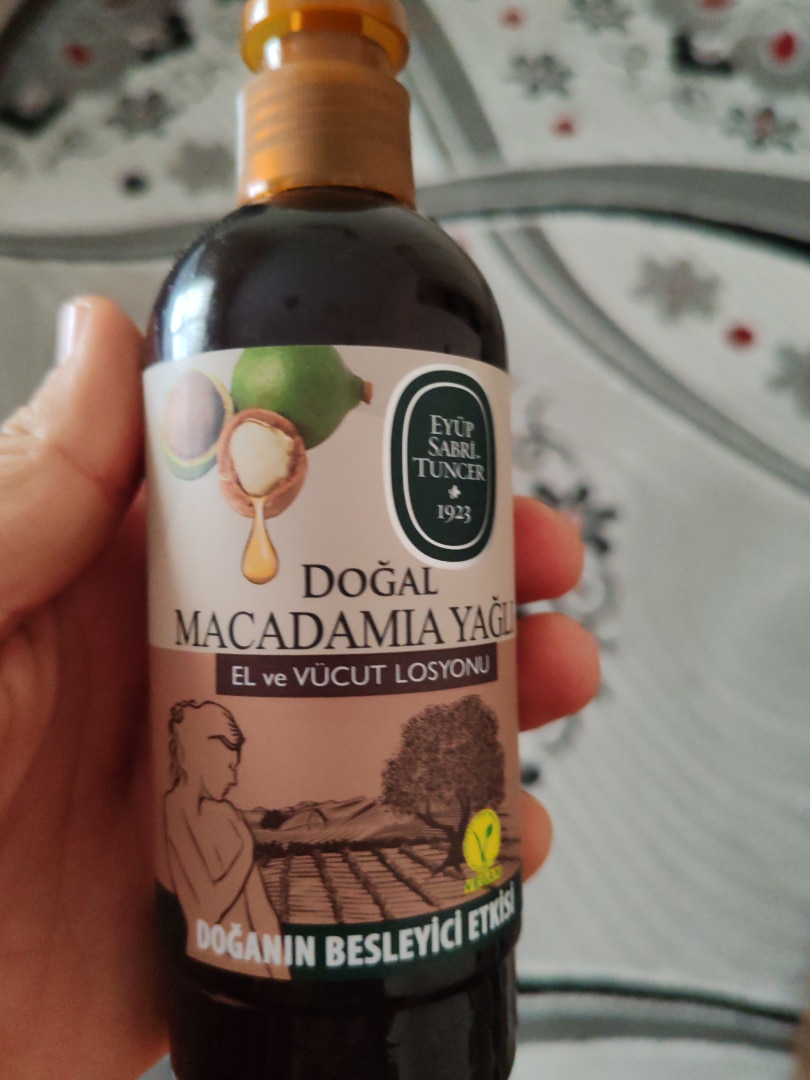 EYÜP
SABRİ
TUNCER
1923
DOĞAL
MACADAMIA YAĞLI
EL ve VÜCUT LOSYONU
DOĞANIN BESLEYİCİ ETKİSİ